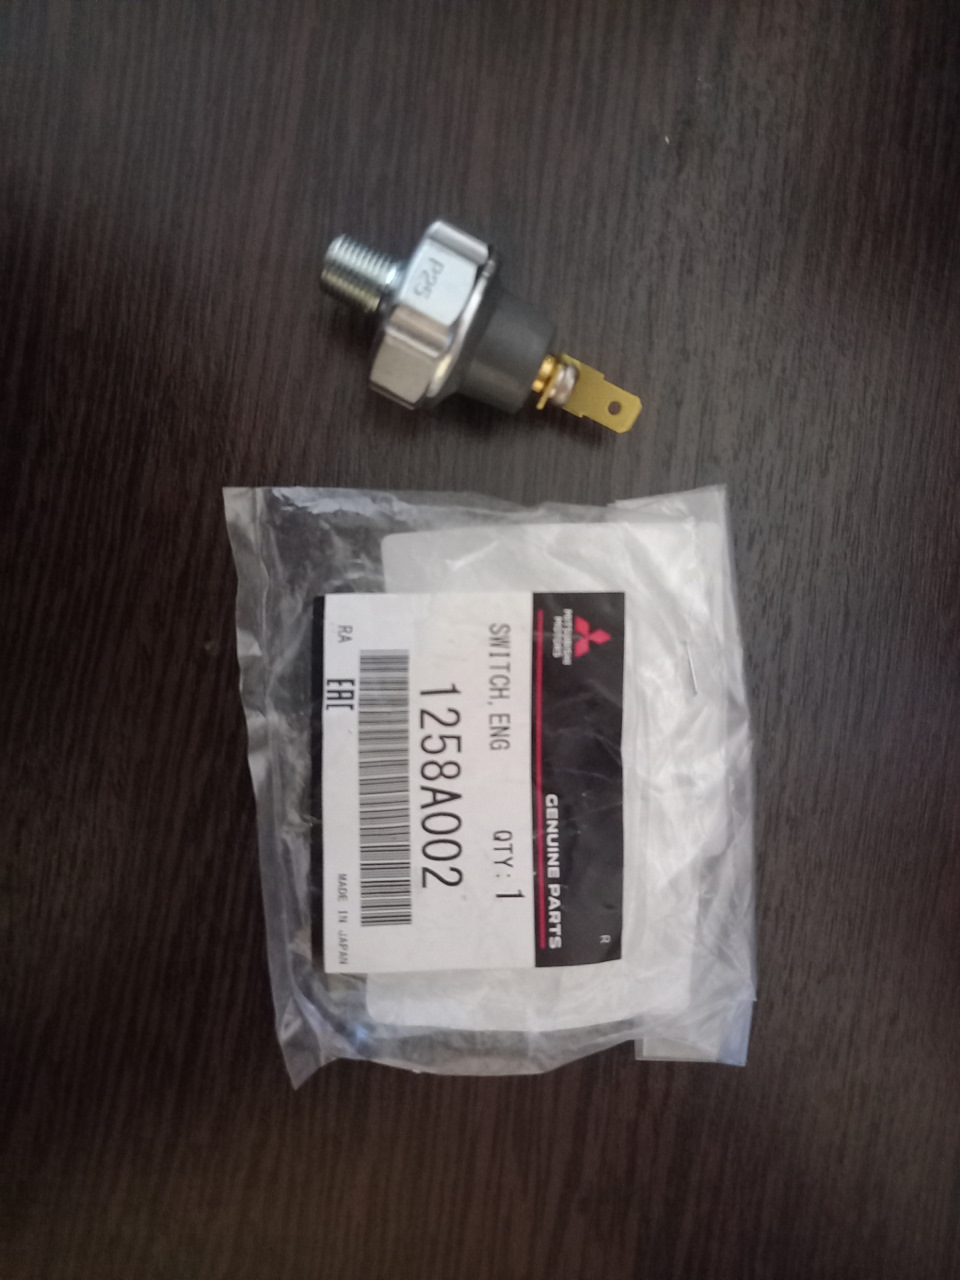 P25
MITSUBISHI
MOTORS
GENUINE PARTS
R
SWITCH, ENG QTY: 1
1258A002
RA EAC MADE IN JAPAN